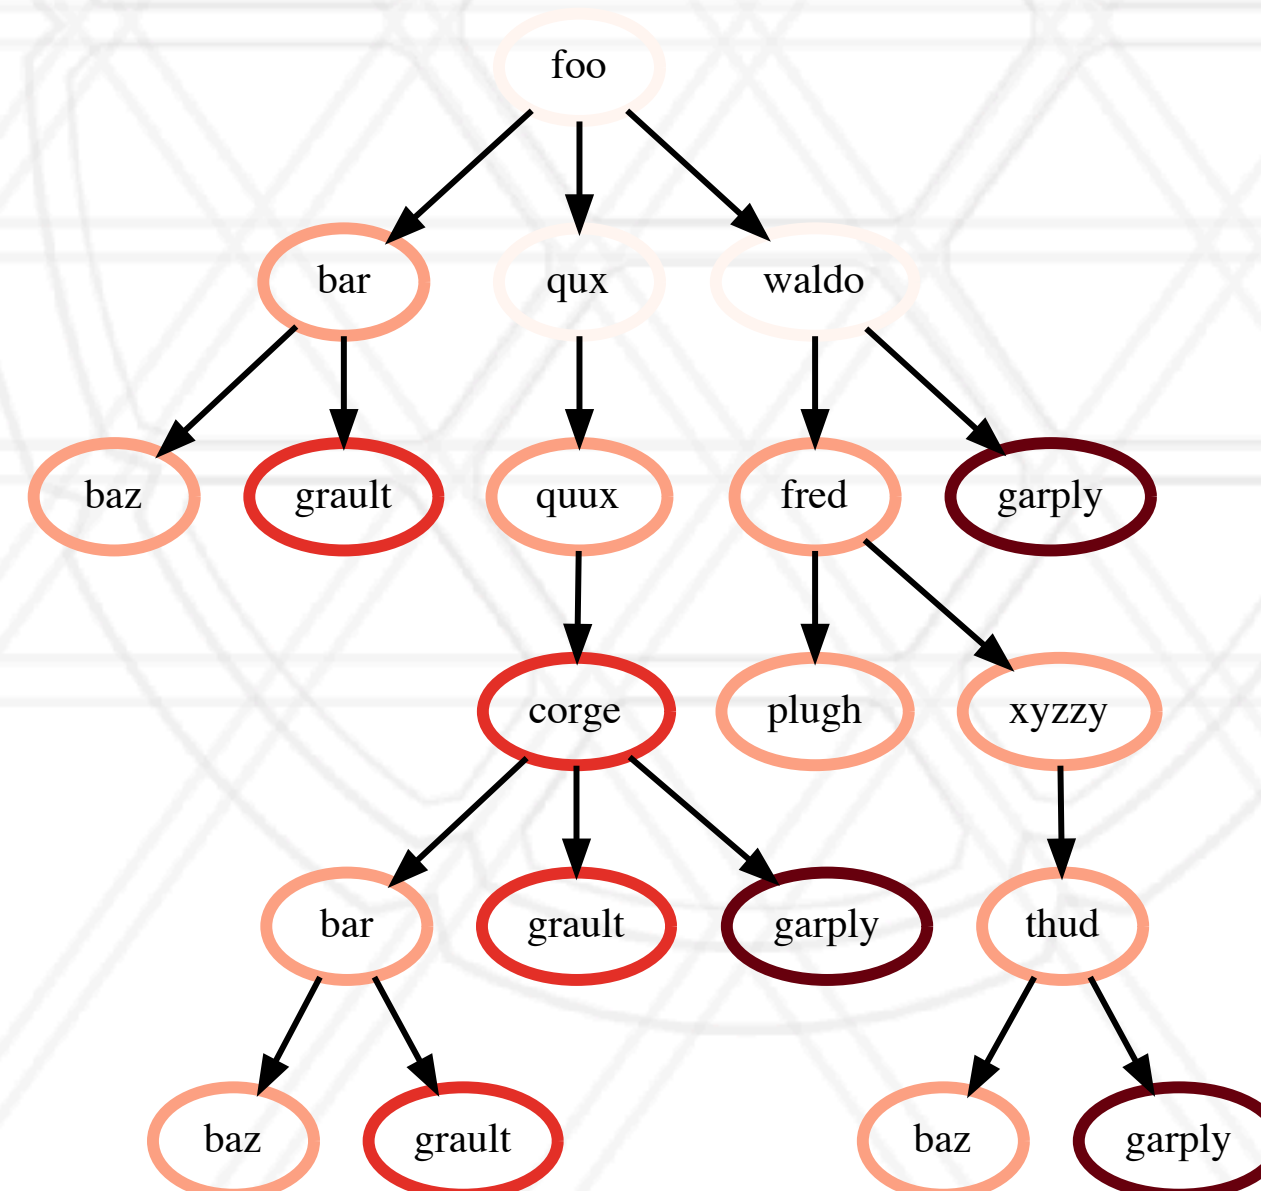 foo
bar
qux
waldo
baz
grault
quux
fred
garply
corge
plugh
xyzzy
bar
grault
garply
thud
baz
grault
baz
garply